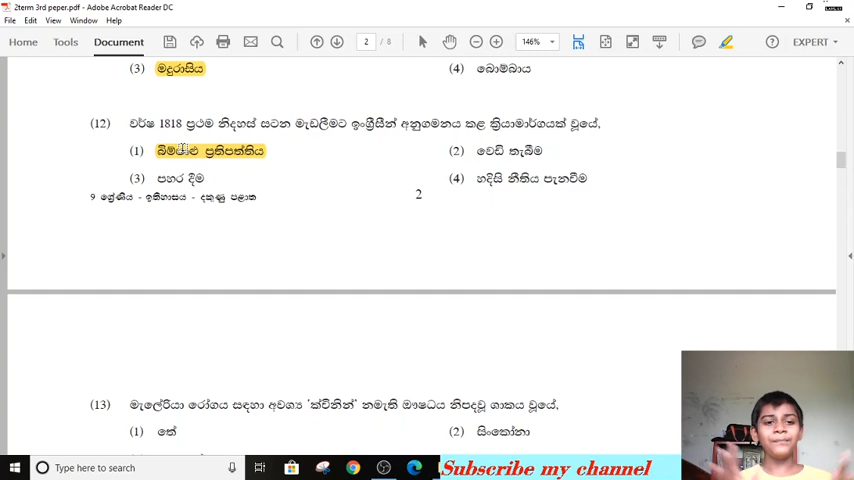 2term 3rd peper.pdf - Adobe Acrobat Reader DC
File Edit View Window Help
Home Tools Document 2 / 8 146% EXPERT
(3) මදුරාසිය (4) බොම්බාය
(12) වර්ෂ 1818 ප්‍රථම නිදහස් සටන මැඩලීමට ඉංග්‍රීසීන් අනුගමනය කළ ක්‍රියාමාර්ගයක් වූයේ,
(1) බිම්පාළු ප්‍රතිපත්තිය (2) වෙඩි තැබීම
(3) පහර දීම (4) හදිසි නීතිය පැනවීම
9 ශ්‍රේණිය - ඉතිහාසය - දකුණු පළාත 2
(13) මැලේරියා රෝගය සඳහා අවශ්‍ය 'ක්විනින්' නමැති ඖෂධය නිපදවූ ශාකය වූයේ,
(1) තේ (2) සිංකෝනා
Type here to search
Subscribe my channel